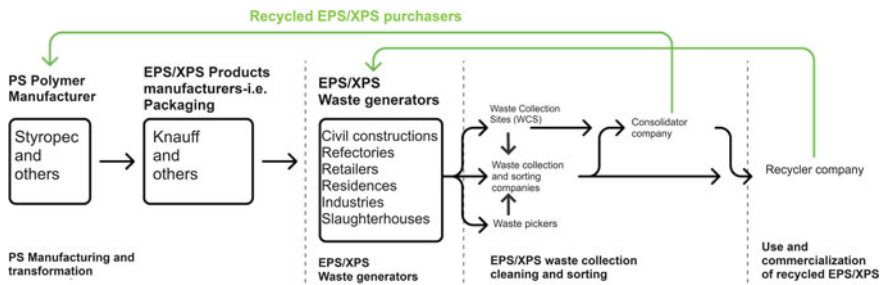 Recycled EPS/XPS purchasers
PS Polymer
Manufacturer
Styropec
and
others
EPS/XPS Products
manufacturers-i.e.
Packaging
Knauff
and
others
EPS/XPS
Waste generators
Civil constructions
Refectories
Retailers
Residences
Industries
Slaughterhouses
Waste Collection
Sites (WCS)
Waste collection
and sorting
companies
Waste pickers
Consolidator
company
Recycler company
PS Manufacturing and
transformation
EPS/XPS
Waste generators
EPS/XPS waste collection
cleaning and sorting
Use and
commercialization
of recycled EPS/XPS